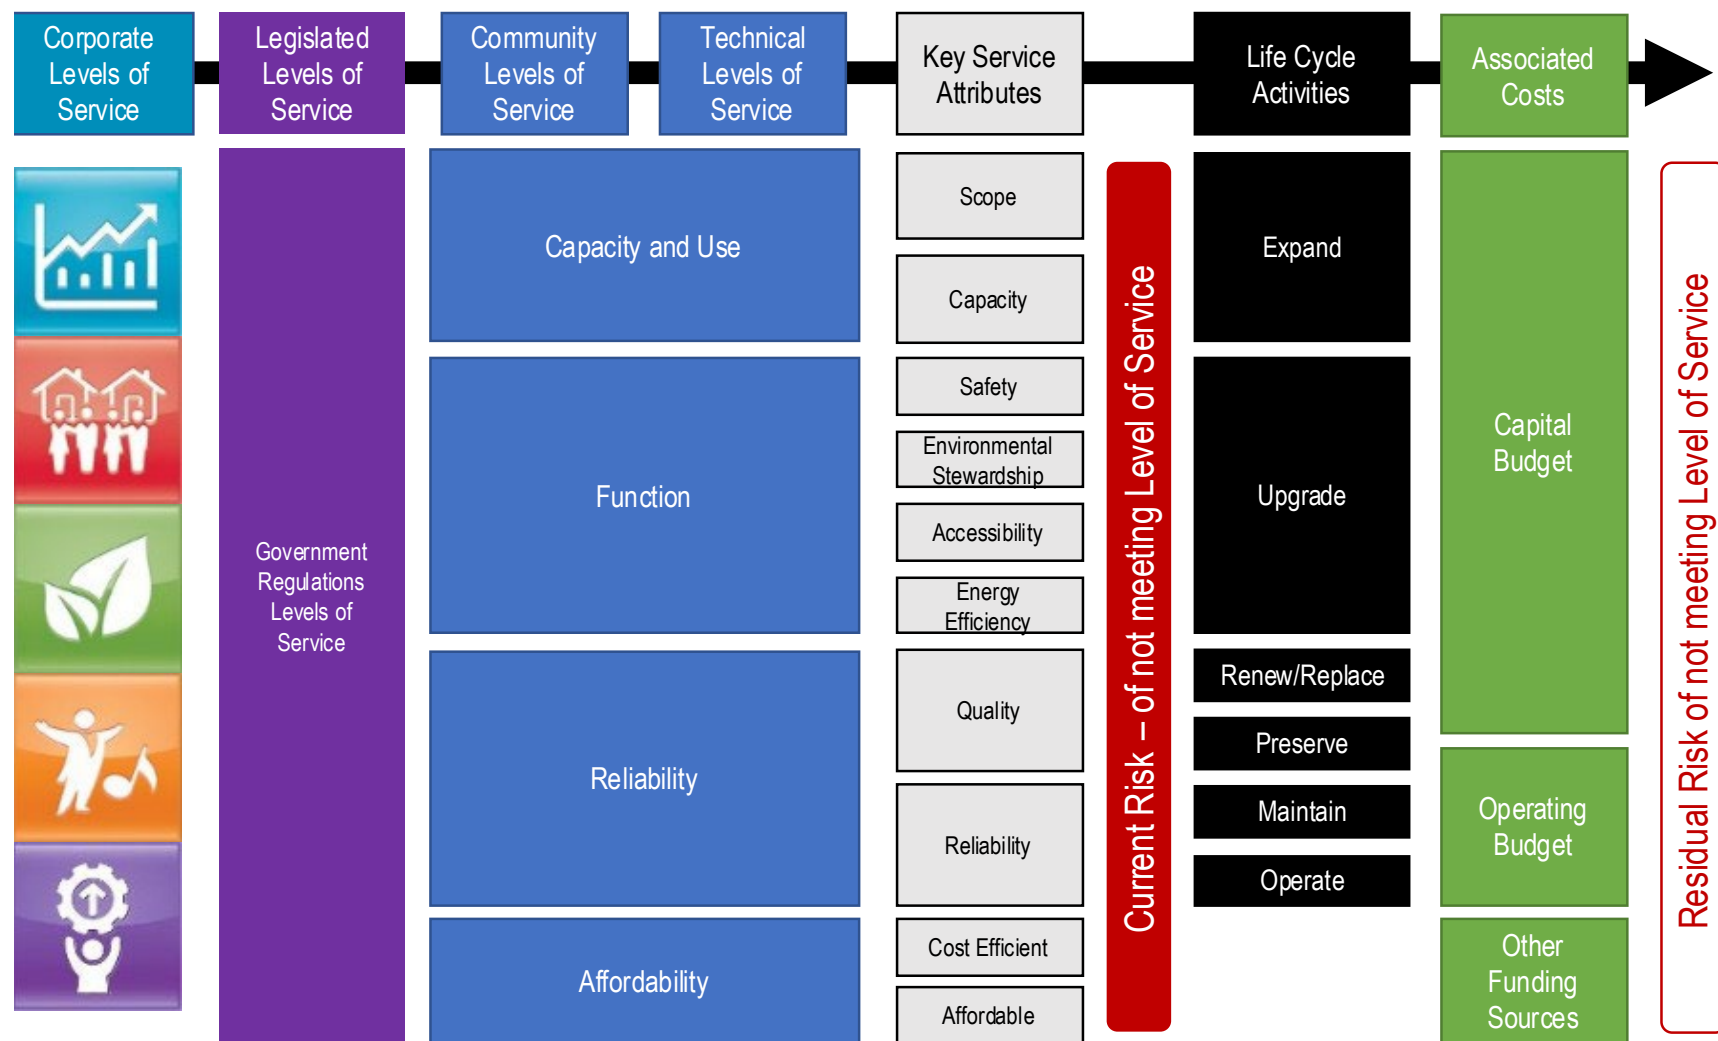 Corporate
Levels of
Service
Legislated
Levels of
Service
Community
Levels of
Service
Technical
Levels of
Service
Key Service
Attributes
Life Cycle
Activities
Associated
Costs
Government
Regulations
Levels of
Service
Capacity and Use
Function
Reliability
Affordability
Scope
Capacity
Safety
Environmental
Stewardship
Accessibility
Energy
Efficiency
Quality
Reliability
Cost Efficient
Affordable
Current Risk – of not meeting Level of Service
Expand
Upgrade
Renew/Replace
Preserve
Maintain
Operate
Capital
Budget
Operating
Budget
Other
Funding
Sources
Residual Risk of not meeting Level of Service